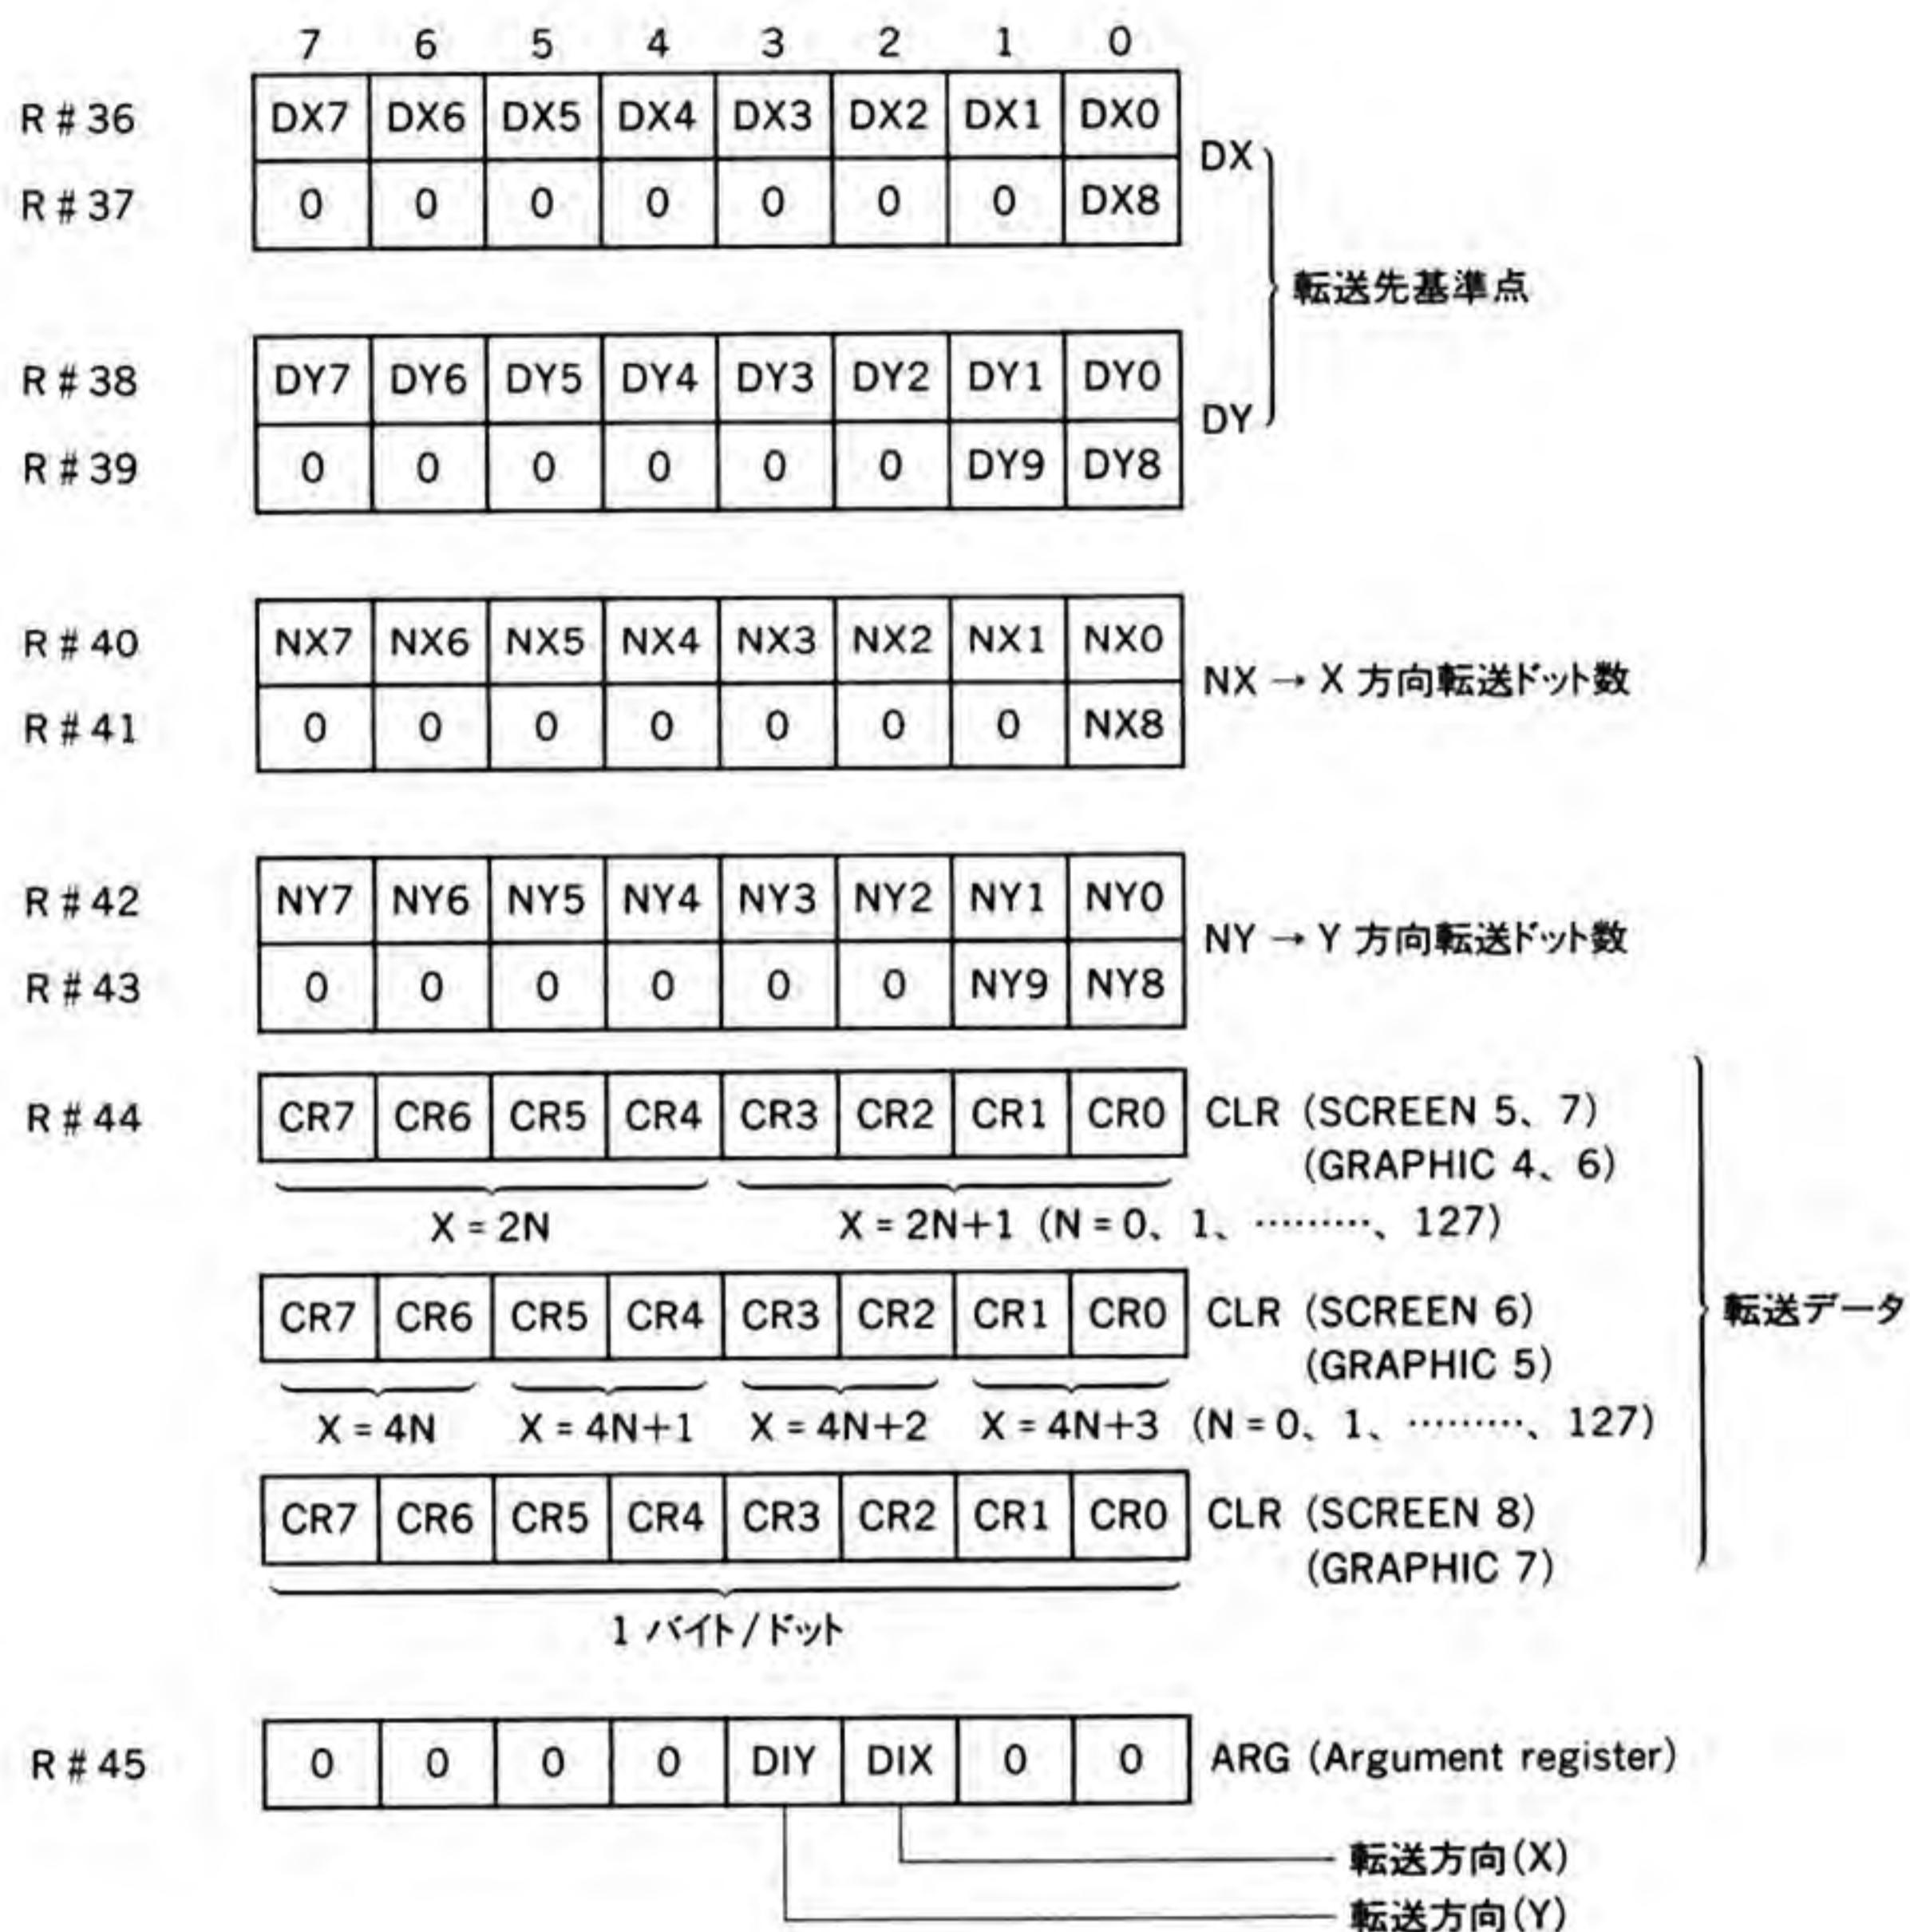 7 6 5 4 3 2 1 0
R#36 DX7 DX6 DX5 DX4 DX3 DX2 DX1 DX0
DX
R#37 0 0 0 0 0 0 0 DX8
転送先基準点
R#38 DY7 DY6 DY5 DY4 DY3 DY2 DY1 DY0
DY
R#39 0 0 0 0 0 0 DY9 DY8
R#40 NX7 NX6 NX5 NX4 NX3 NX2 NX1 NX0
NX → X 方向転送ドット数
R#41 0 0 0 0 0 0 0 NX8
R#42 NY7 NY6 NY5 NY4 NY3 NY2 NY1 NY0
NY → Y 方向転送ドット数
R#43 0 0 0 0 0 0 NY9 NY8
R#44 CR7 CR6 CR5 CR4 CR3 CR2 CR1 CR0 CLR (SCREEN 5、7)
(GRAPHIC 4、6)
X = 2N X = 2N+1 (N = 0、1、………、127)
CR7 CR6 CR5 CR4 CR3 CR2 CR1 CR0 CLR (SCREEN 6)
転送データ
(GRAPHIC 5)
X = 4N X = 4N+1 X = 4N+2 X = 4N+3 (N = 0、1、………、127)
CR7 CR6 CR5 CR4 CR3 CR2 CR1 CR0 CLR (SCREEN 8)
(GRAPHIC 7)
1 バイト/ドット
R#45 0 0 0 0 DIY DIX 0 0 ARG (Argument register)
転送方向(X)
転送方向(Y)